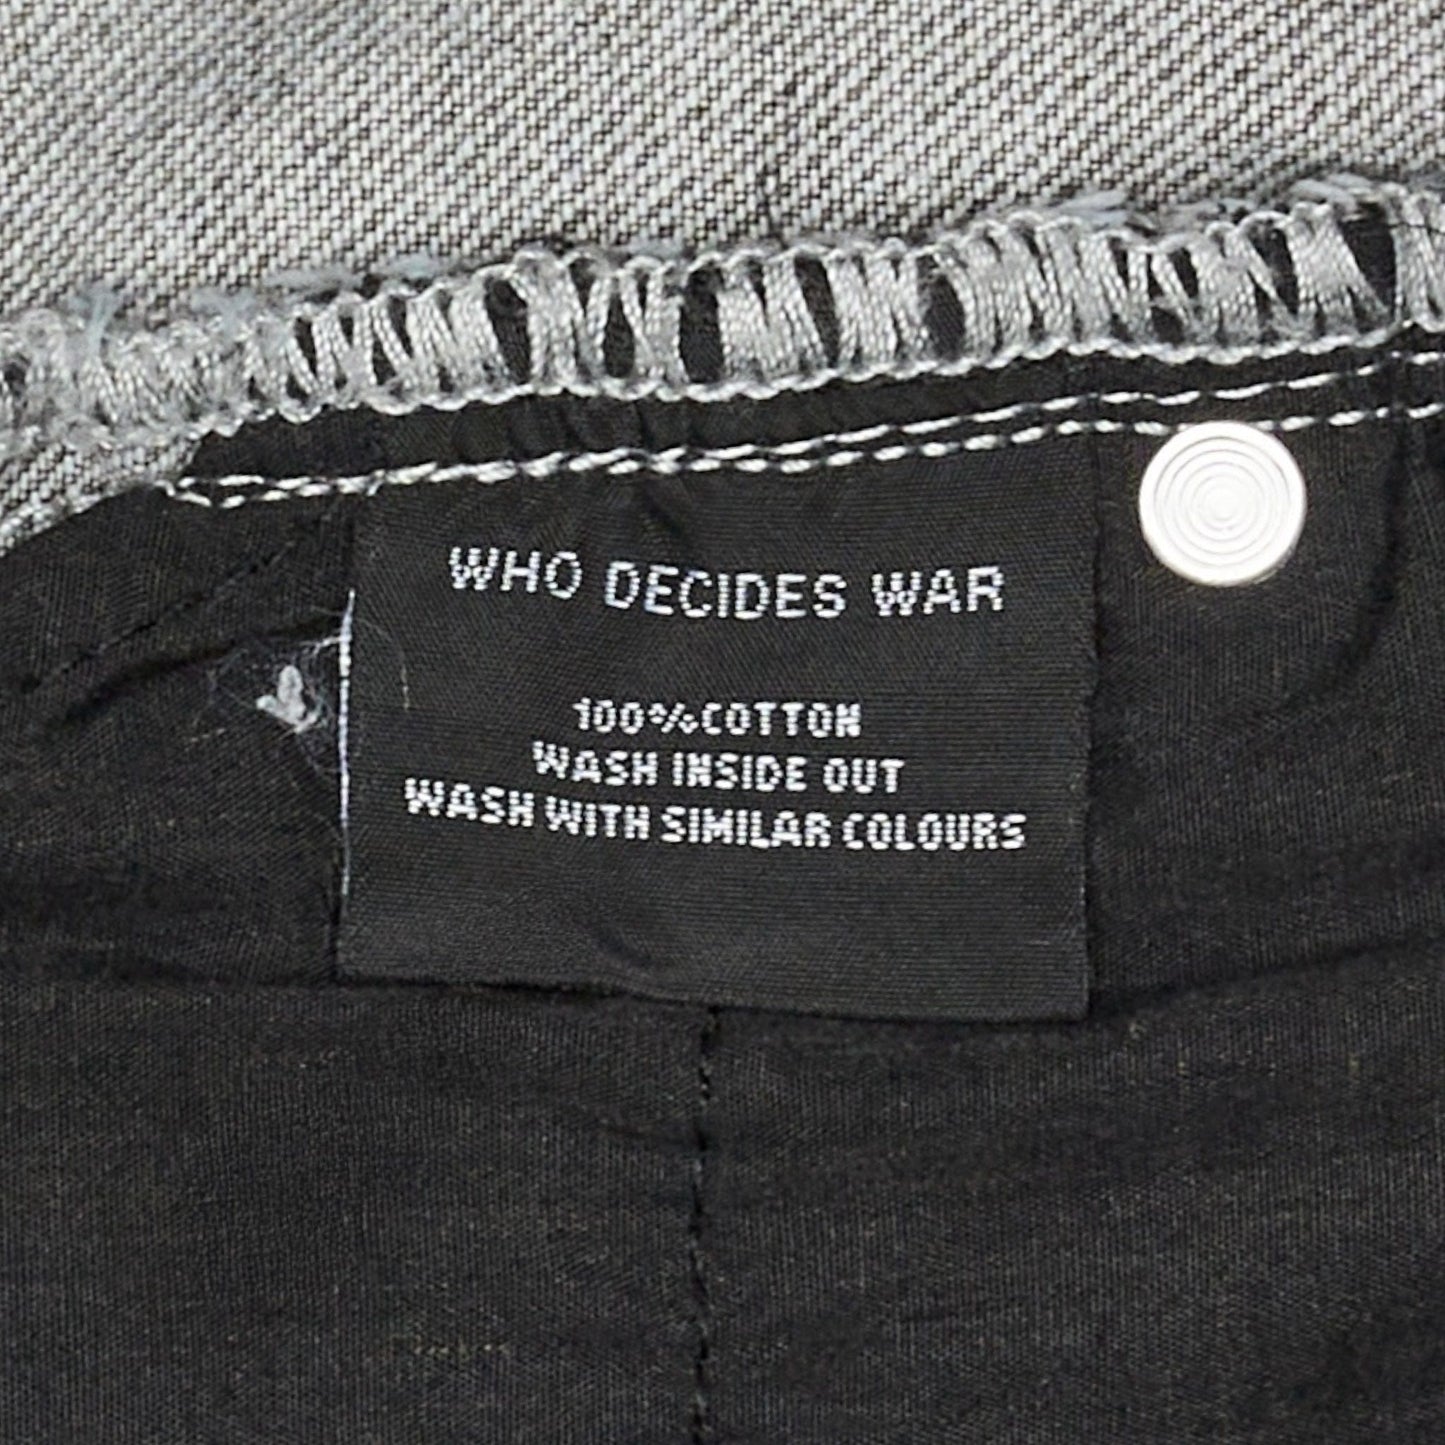 WHO DECIDES WAR
100%COTTON
WASH INSIDE OUT
WASH WITH SIMILAR COLOURS